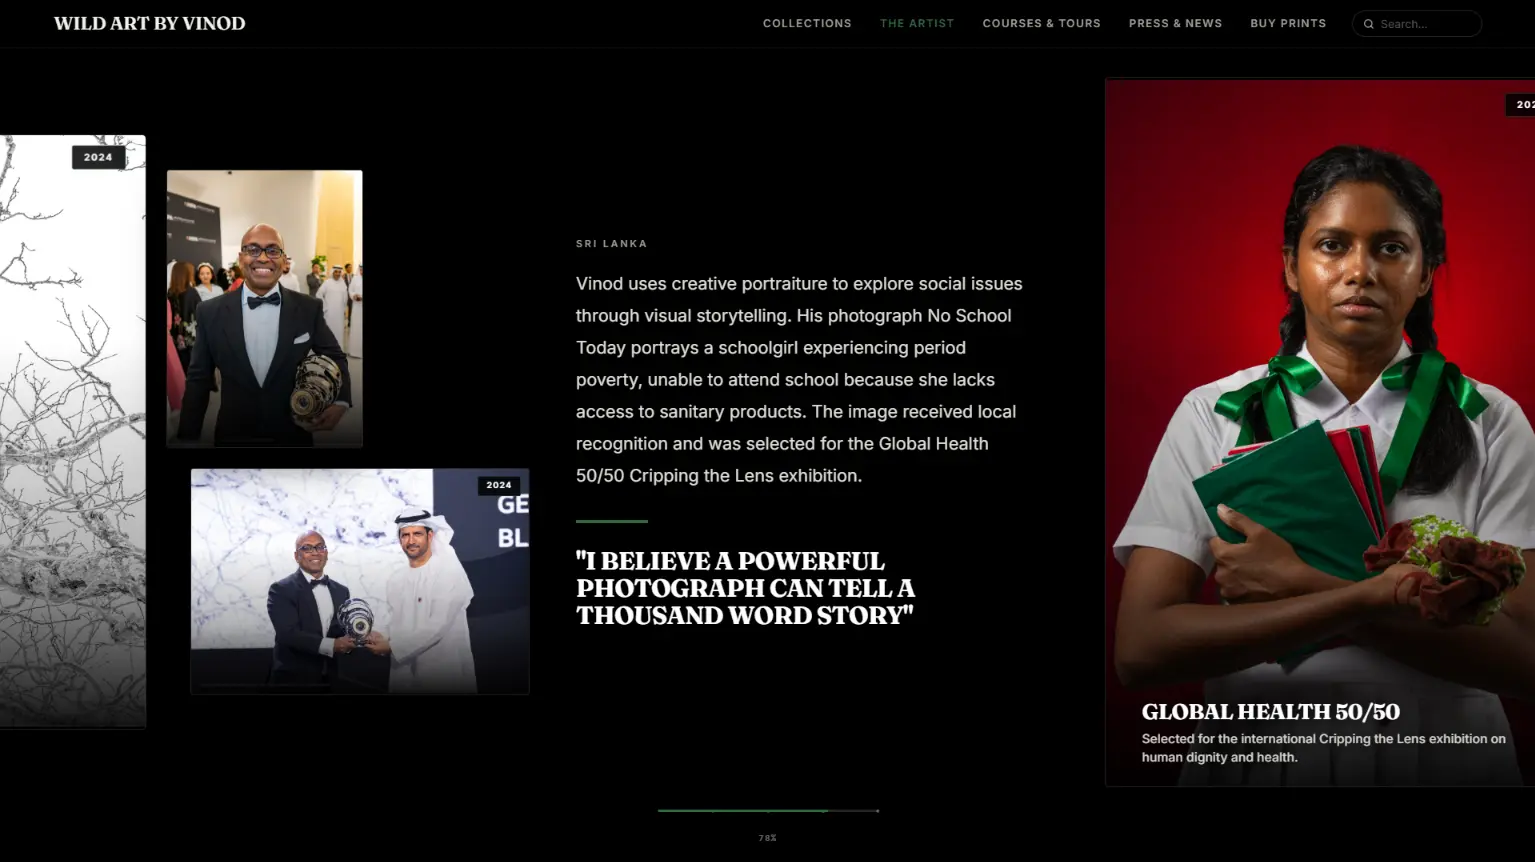 WILD ART BY VINOD
COLLECTIONS
THE ARTIST
COURSES & TOURS
PRESS & NEWS
BUY PRINTS
Search...
2024
2024
GE
BL
SRI LANKA
Vinod uses creative portraiture to explore social issues
through visual storytelling. His photograph No School
Today portrays a schoolgirl experiencing period
poverty, unable to attend school because she lacks
access to sanitary products. The image received local
recognition and was selected for the Global Health
50/50 Cripping the Lens exhibition.
"I BELIEVE A POWERFUL
PHOTOGRAPH CAN TELL A
THOUSAND WORD STORY"
202
GLOBAL HEALTH 50/50
Selected for the international Cripping the Lens exhibition on
human dignity and health.
78%